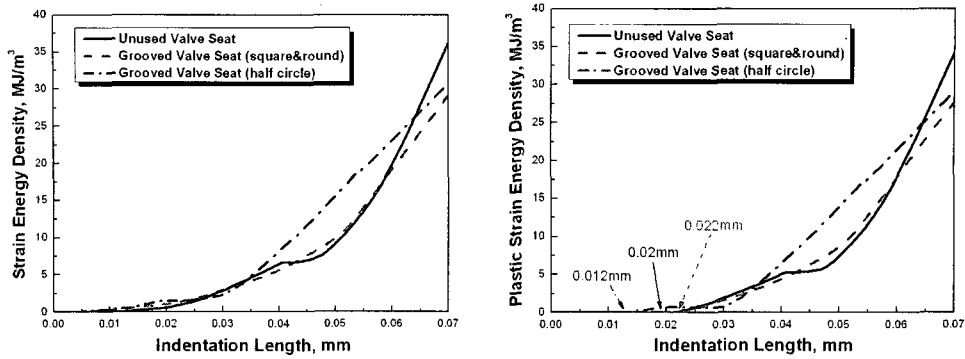 Strain Energy Density, MJ/m³
40
35
30
25
20
15
10
5
0
Unused Valve Seat
Grooved Valve Seat (square&round)
Grooved Valve Seat (half circle)
0.00 0.01 0.02 0.03 0.04 0.05 0.06 0.07
Indentation Length, mm
Plastic Strain Energy Density, MJ/m³
40
35
30
25
20
15
10
5
0
Unused Valve Seat
Grooved Valve Seat (square&round)
Grooved Valve Seat (half circle)
0.022mm
0.02mm
0.012mm
0.00 0.01 0.02 0.03 0.04 0.05 0.06 0.07
Indentation Length, mm